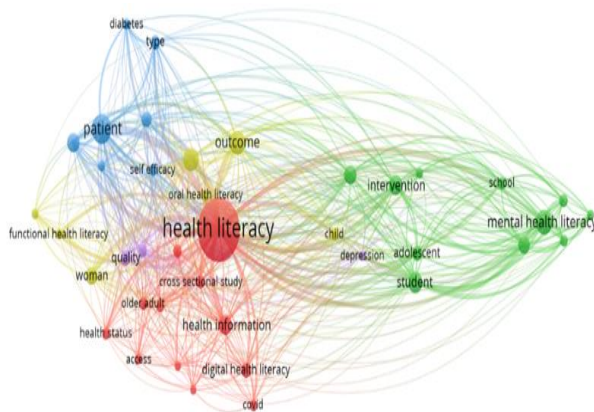 diabetes
type
patient
outcome
self efficacy
intervention
school
oral health literacy
mental health literacy
health literacy
functional health literacy
child
quality
depression
adolescent
woman
cross sectional study
student
older adult
health status
health information
access
digital health literacy
covid